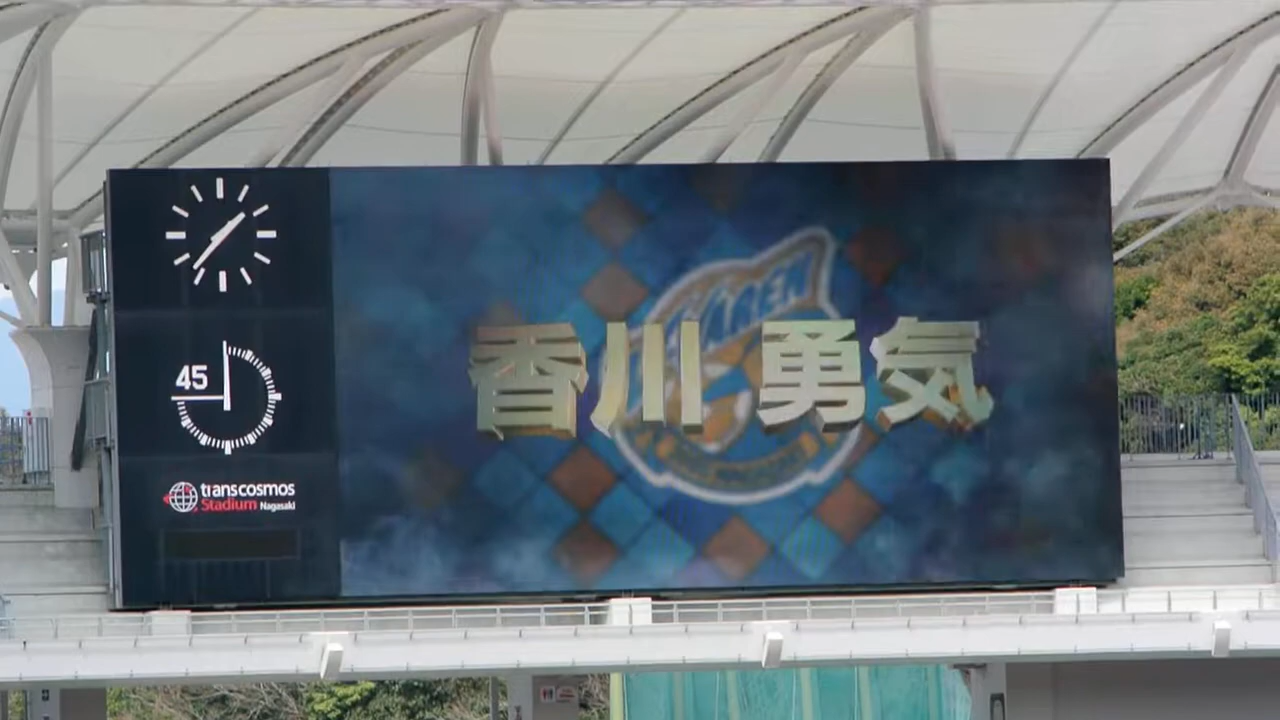 45
transcosmos
Stadium Nagasaki
香川 勇気